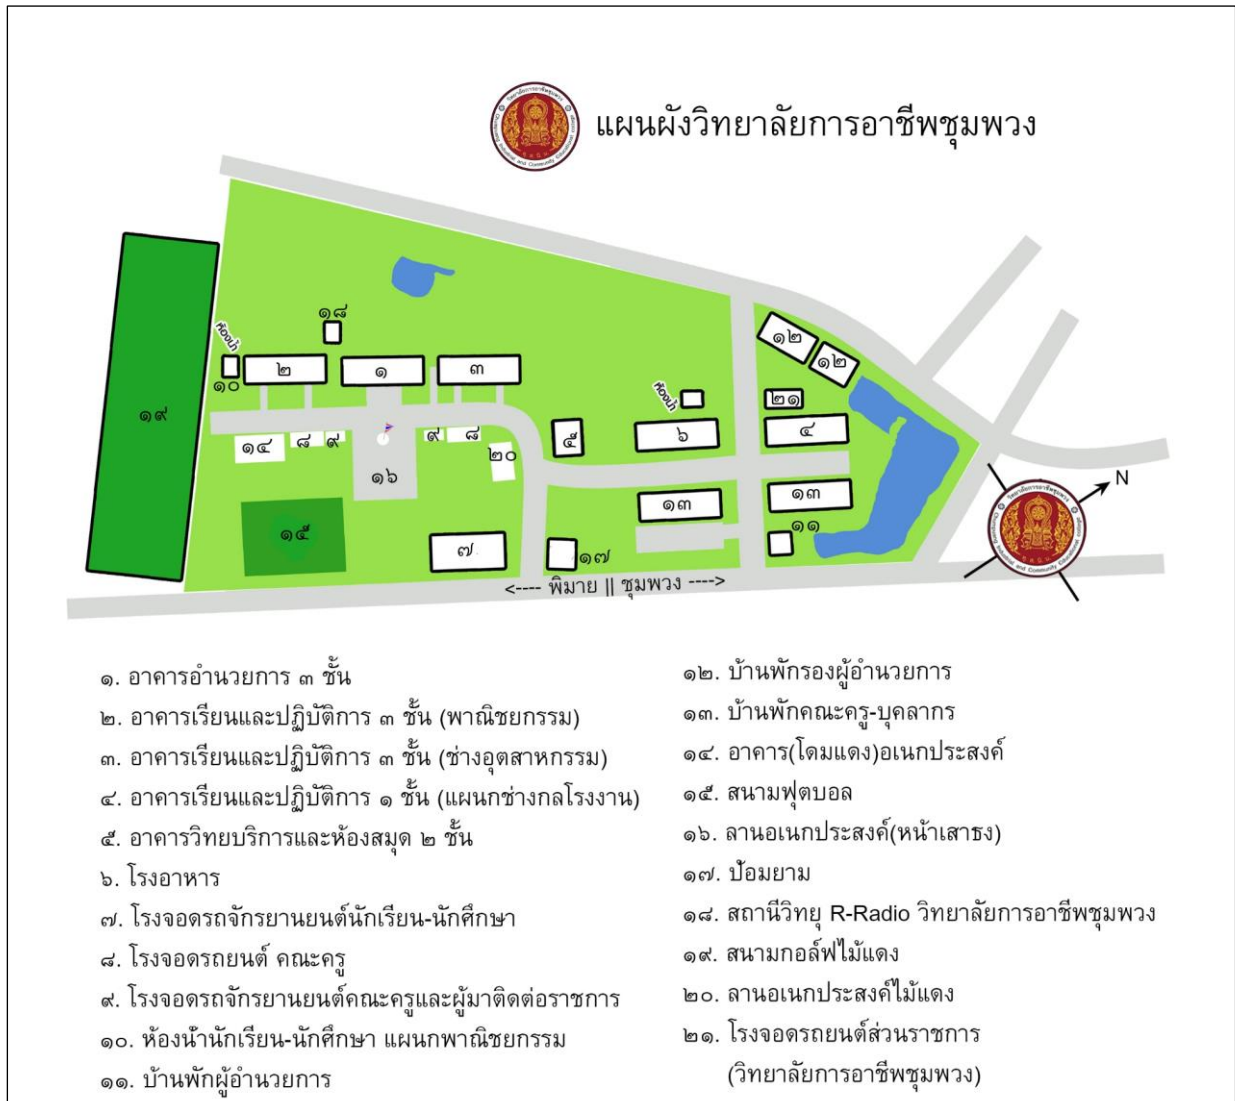 แผนผังวิทยาลัยการอาชีพชุมพวง
๑๘
ห้องน้ำ
๑๒
๑๒
๒
๑
๓
๑๐
ห้องน้ำ
๒๑
๑๙
๑๔
๘
๙
๙
๘
๕
๖
๔
๒๐
๑๖
N
๑๓
๑๓
๑๕
๗
๑๗
๑๑
<---- พิมาย || ชุมพวง ---->
๑. อาคารอำนวยการ ๓ ชั้น
๒. อาคารเรียนและปฏิบัติการ ๓ ชั้น (พาณิชยกรรม)
๓. อาคารเรียนและปฏิบัติการ ๓ ชั้น (ช่างอุตสาหกรรม)
๔. อาคารเรียนและปฏิบัติการ ๑ ชั้น (แผนกช่างกลโรงงาน)
๕. อาคารวิทยบริการและห้องสมุด ๒ ชั้น
๖. โรงอาหาร
๗. โรงจอดรถจักรยานยนต์นักเรียน-นักศึกษา
๘. โรงจอดรถยนต์ คณะครู
๙. โรงจอดรถจักรยานยนต์คณะครูและผู้มาติดต่อราชการ
๑๐. ห้องน้ำนักเรียน-นักศึกษา แผนกพาณิชยกรรม
๑๑. บ้านพักผู้อำนวยการ
๑๒. บ้านพักรองผู้อำนวยการ
๑๓. บ้านพักคณะครู-บุคลากร
๑๔. อาคาร(โดมแดง)อเนกประสงค์
๑๕. สนามฟุตบอล
๑๖. ลานอเนกประสงค์(หน้าเสาธง)
๑๗. ป้อมยาม
๑๘. สถานีวิทยุ R-Radio วิทยาลัยการอาชีพชุมพวง
๑๙. สนามกอล์ฟไม้แดง
๒๐. ลานอเนกประสงค์ไม้แดง
๒๑. โรงจอดรถยนต์ส่วนราชการ
(วิทยาลัยการอาชีพชุมพวง)